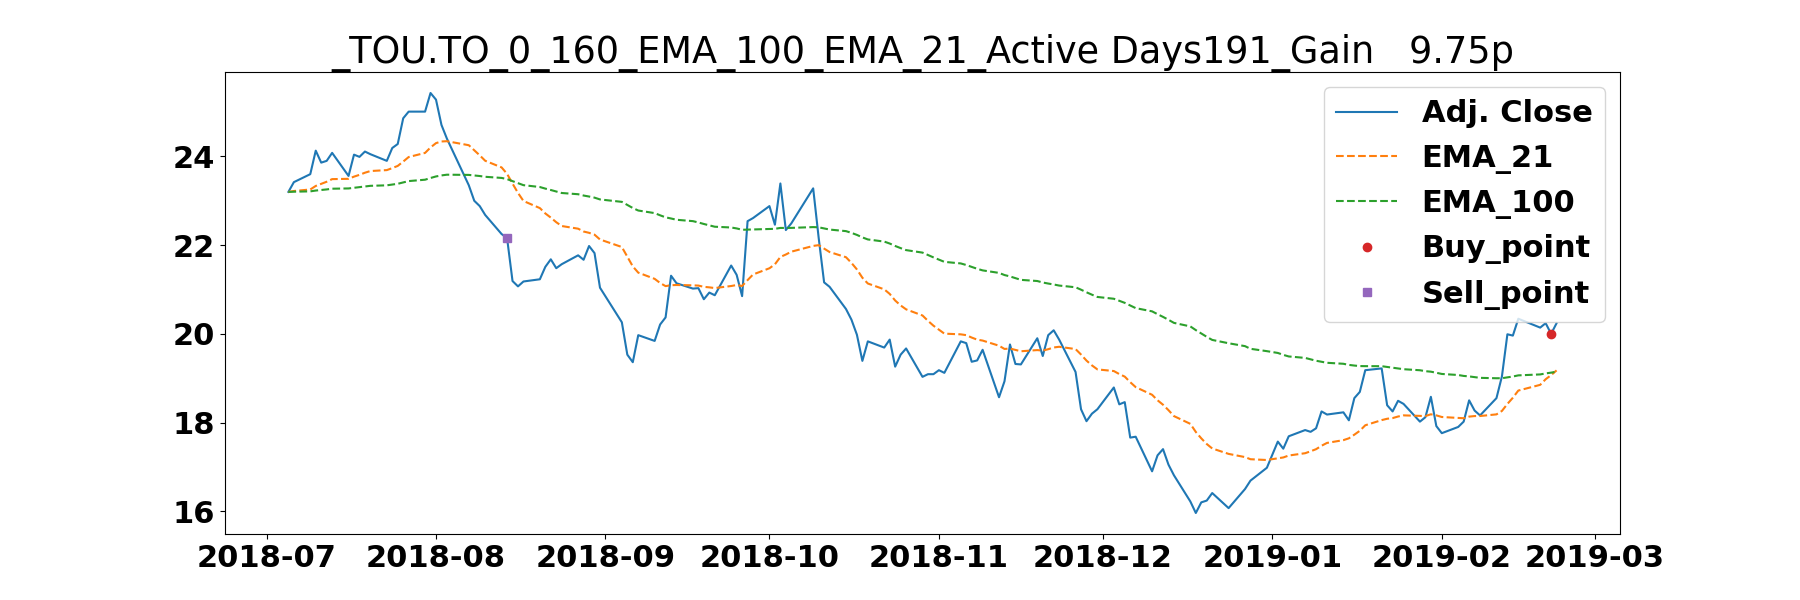 _TOU.TO_0_160_EMA_100_EMA_21_Active Days191_Gain   9.75p
Adj. Close
EMA_21
EMA_100
Buy_point
Sell_point
24
22
20
18
16
2018-07 2018-08 2018-09 2018-10 2018-11 2018-12 2019-01 2019-02 2019-03